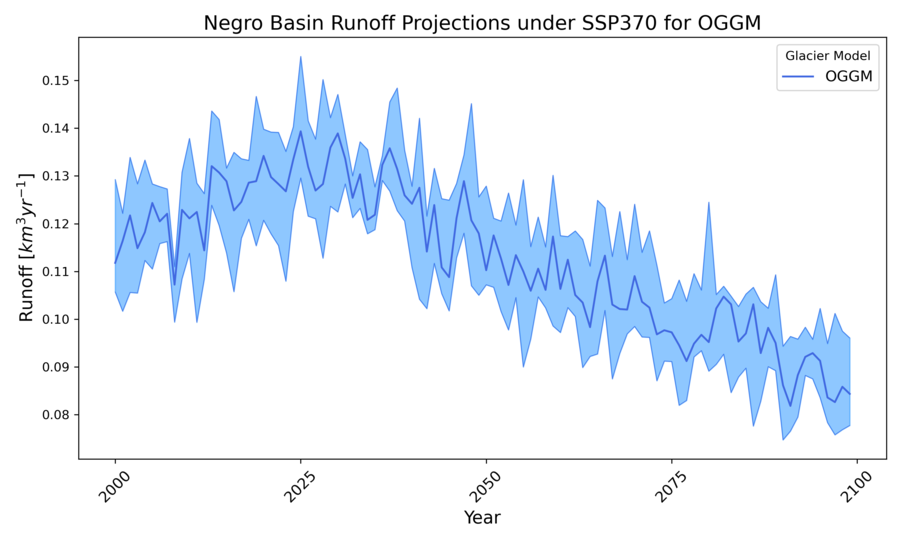 Negro Basin Runoff Projections under SSP370 for OGGM
Glacier Model
OGGM
0.15
0.14
0.13
0.12
0.11
0.10
0.09
0.08
Runoff [km³yr⁻¹]
2000
2025
2050
2075
2100
Year